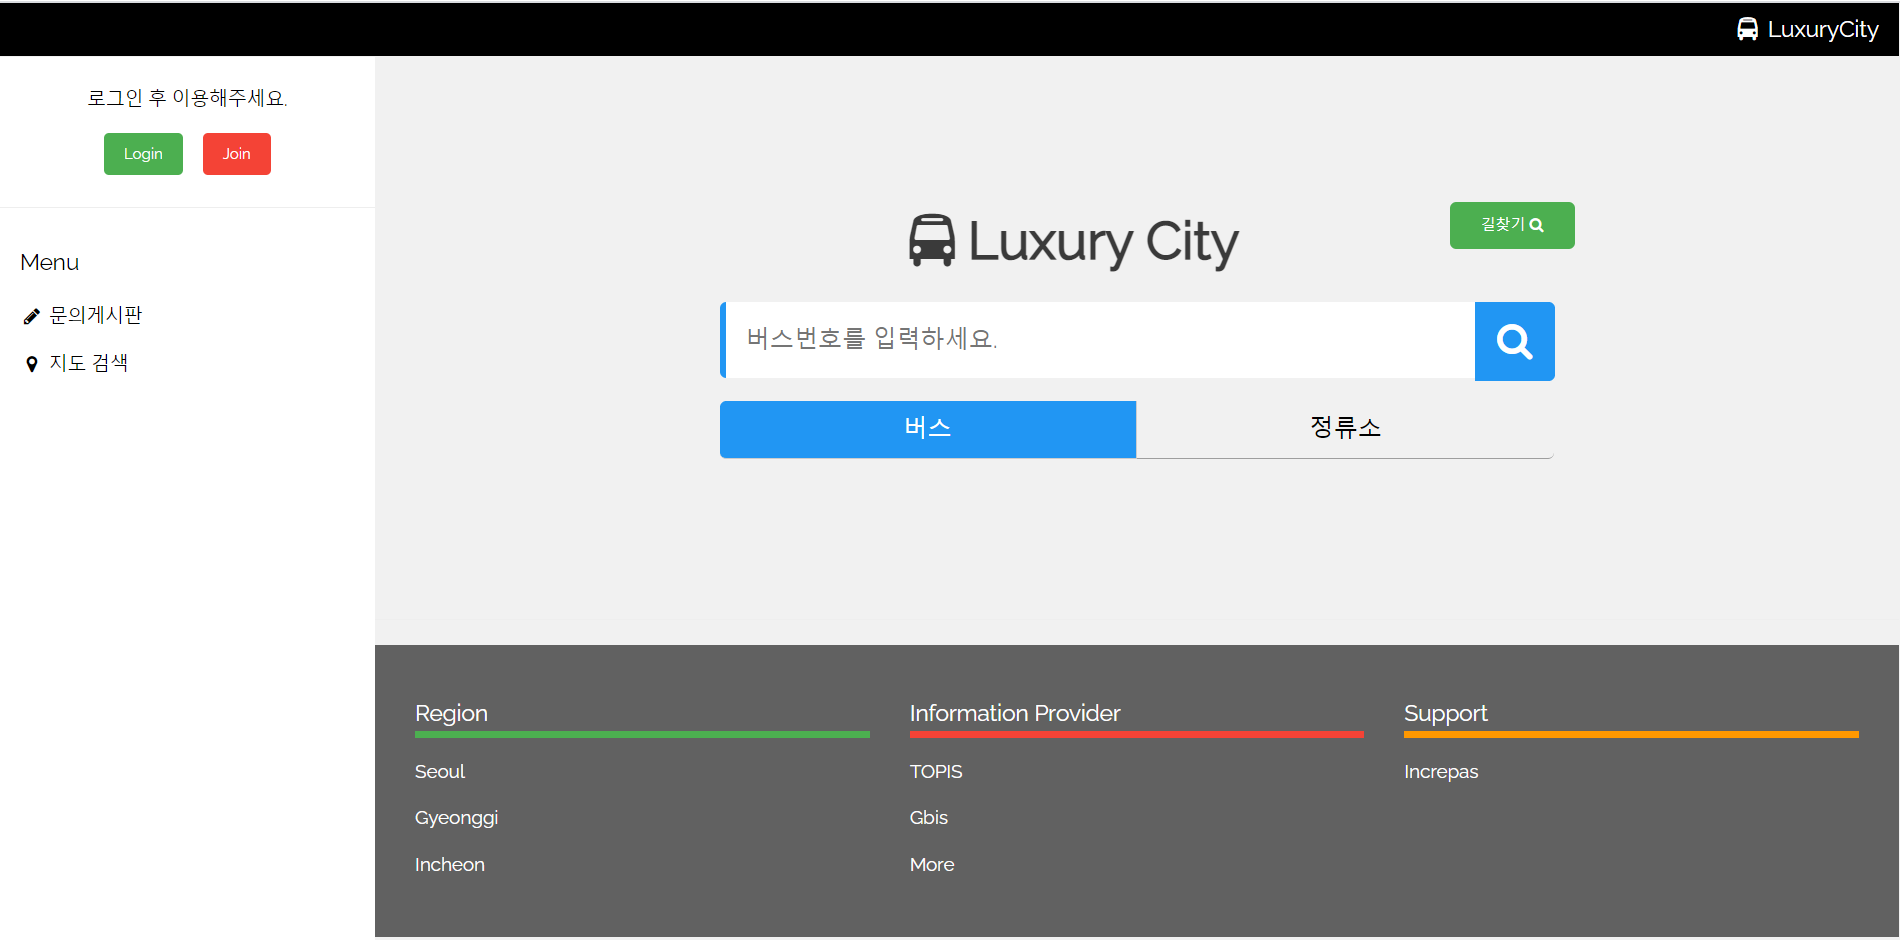 LuxuryCity
로그인 후 이용해주세요.
Login Join
Menu
문의게시판
지도 검색
Luxury City
길찾기
버스번호를 입력하세요.
버스 정류소
Region
Seoul
Gyeonggi
Incheon
Information Provider
TOPIS
Gbis
More
Support
Increpas